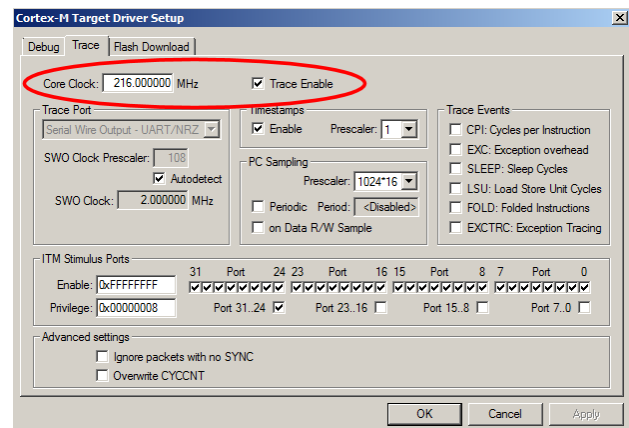 Cortex-M Target Driver Setup
Debug Trace Flash Download
Core Clock: 216.000000 MHz Trace Enable
Trace Port
Serial Wire Output - UART/NRZ
SWO Clock Prescaler: 108
Autodetect
SWO Clock: 2.000000 MHz
Timestamps
Enable Prescaler: 1
PC Sampling
Prescaler: 1024*16
Periodic Period: <Disabled>
on Data R/W Sample
Trace Events
CPI: Cycles per Instruction
EXC: Exception overhead
SLEEP: Sleep Cycles
LSU: Load Store Unit Cycles
FOLD: Folded Instructions
EXCTRC: Exception Tracing
ITM Stimulus Ports
31 Port 24 23 Port 16 15 Port 8 7 Port 0
Enable: 0xFFFFFFFF
Privilege: 0x00000008 Port 31..24 Port 23..16 Port 15..8 Port 7..0
Advanced settings
Ignore packets with no SYNC
Overwrite CYCCNT
OK Cancel Apply